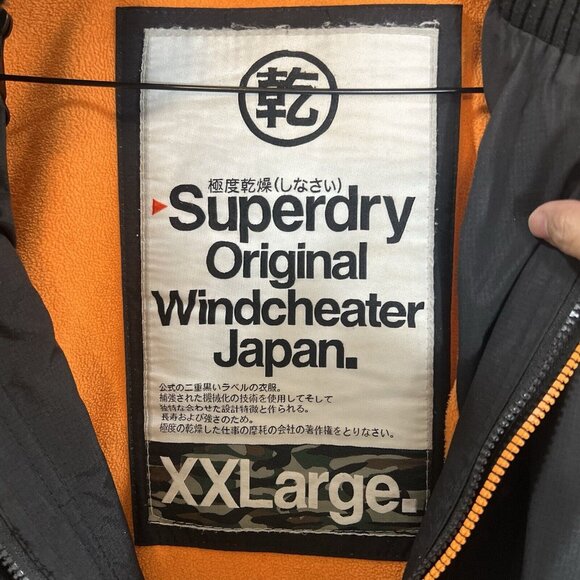 乾
極度乾燥(しなさい)
Superdry
Original
Windcheater
Japan.
公式の二重黒いラベルの衣服。
補強された機械化の技術を使用してそして
独特な合わせた設計特徴と作られる。
長寿および強さのため。
極度の乾燥した仕事の摩耗の会社の著作権をとりなさい。
XXLarge.